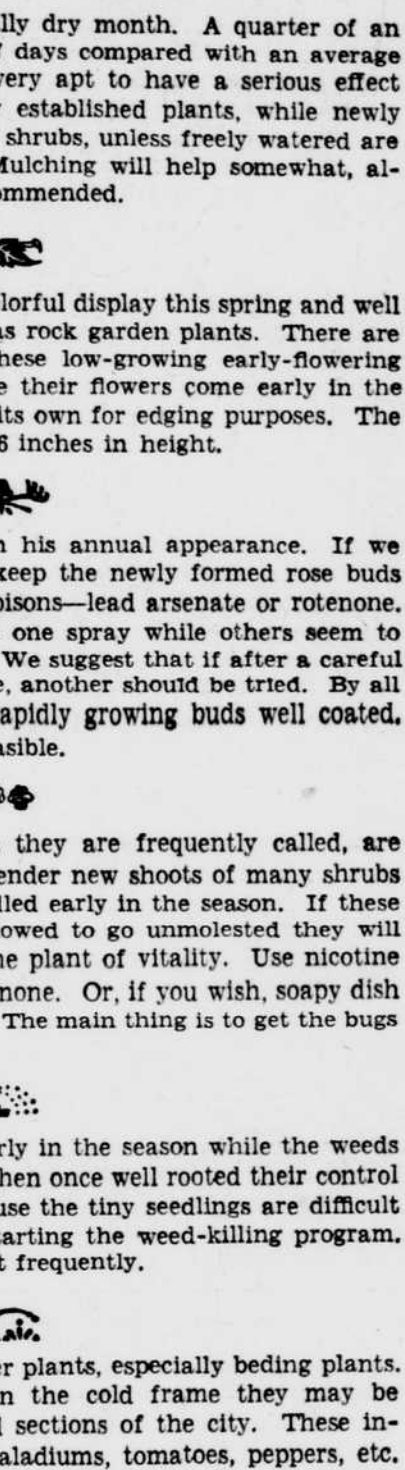 lly dry month. A quarter of an
days compared with an average
very apt to have a serious effect
established plants, while newly
shrubs, unless freely watered are
Mulching will help somewhat, al-
ommended.
lorful display this spring and well
as rock garden plants. There are
hese low-growing early-flowering
e their flowers come early in the
its own for edging purposes. The
6 inches in height.
n his annual appearance. If we
keep the newly formed rose buds
oisons—lead arsenate or rotenone.
one spray while others seem to
We suggest that if after a careful
e, another should be tried. By all
apidly growing buds well coated.
asible.
they are frequently called, are
ender new shoots of many shrubs
lled early in the season. If these
owed to go unmolested they will
he plant of vitality. Use nicotine
none. Or, if you wish, soapy dish
The main thing is to get the bugs
rly in the season while the weeds
hen once well rooted their control
use the tiny seedlings are difficult
tarting the weed-killing program.
t frequently.
er plants, especially beding plants.
n the cold frame they may be
l sections of the city. These in-
aladiums, tomatoes, peppers, etc.